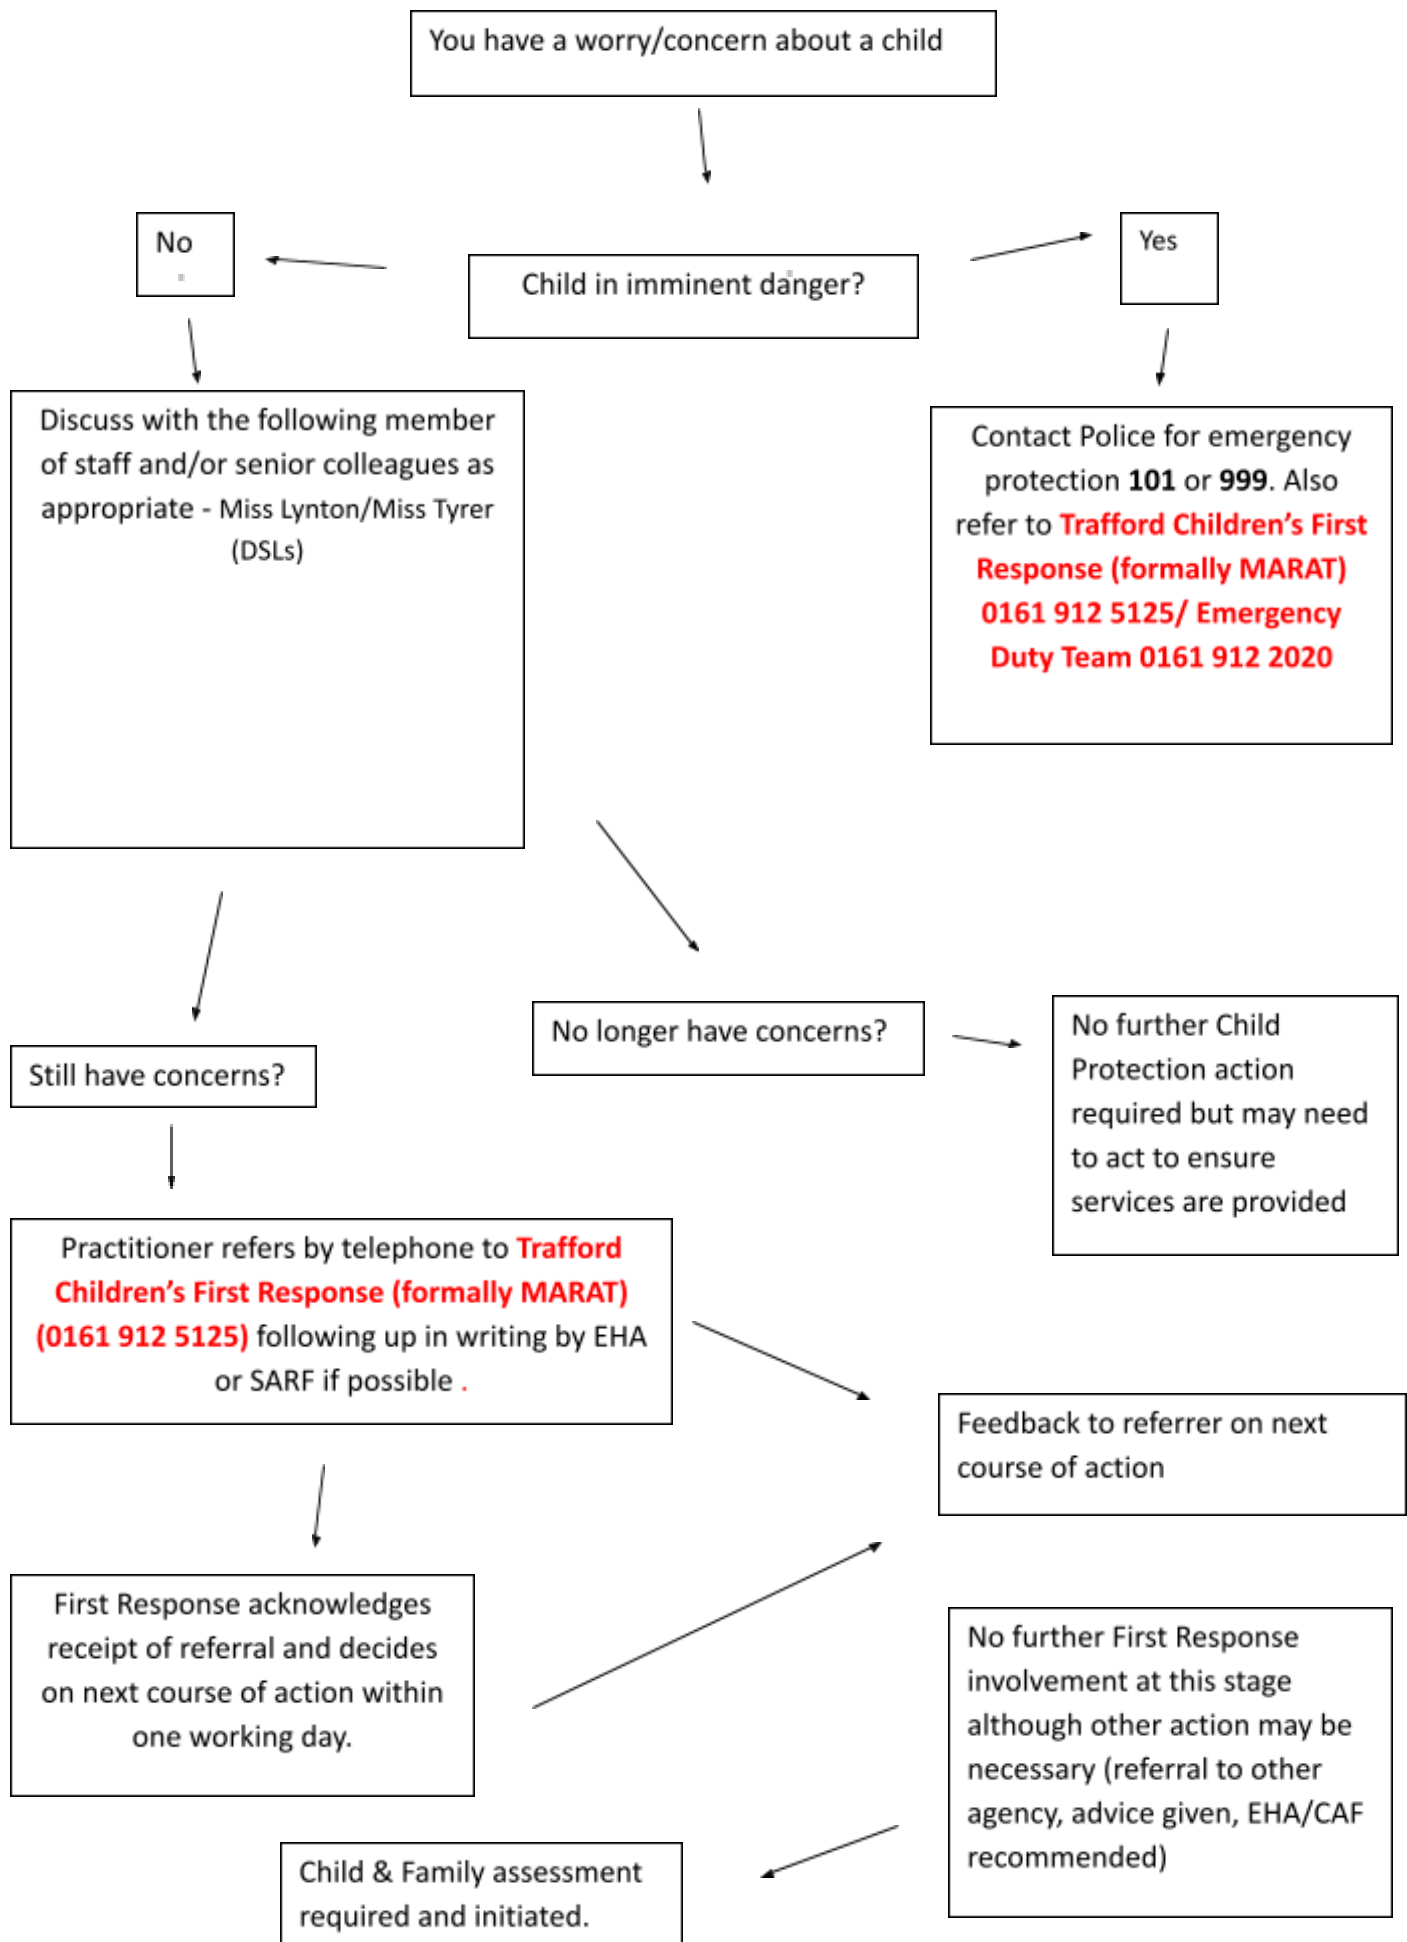 You have a worry/concern about a child
No
Child in imminent danger?
Yes
Discuss with the following member
of staff and/or senior colleagues as
appropriate - Miss Lynton/Miss Tyrer
(DSLs)
Contact Police for emergency
protection 101 or 999. Also
refer to Trafford Children’s First
Response (formally MARAT)
0161 912 5125/ Emergency
Duty Team 0161 912 2020
Still have concerns?
No longer have concerns?
No further Child
Protection action
required but may need
to act to ensure
services are provided
Practitioner refers by telephone to Trafford
Children’s First Response (formally MARAT)
(0161 912 5125) following up in writing by EHA
or SARF if possible .
Feedback to referrer on next
course of action
First Response acknowledges
receipt of referral and decides
on next course of action within
one working day.
No further First Response
involvement at this stage
although other action may be
necessary (referral to other
agency, advice given, EHA/CAF
recommended)
Child & Family assessment
required and initiated.